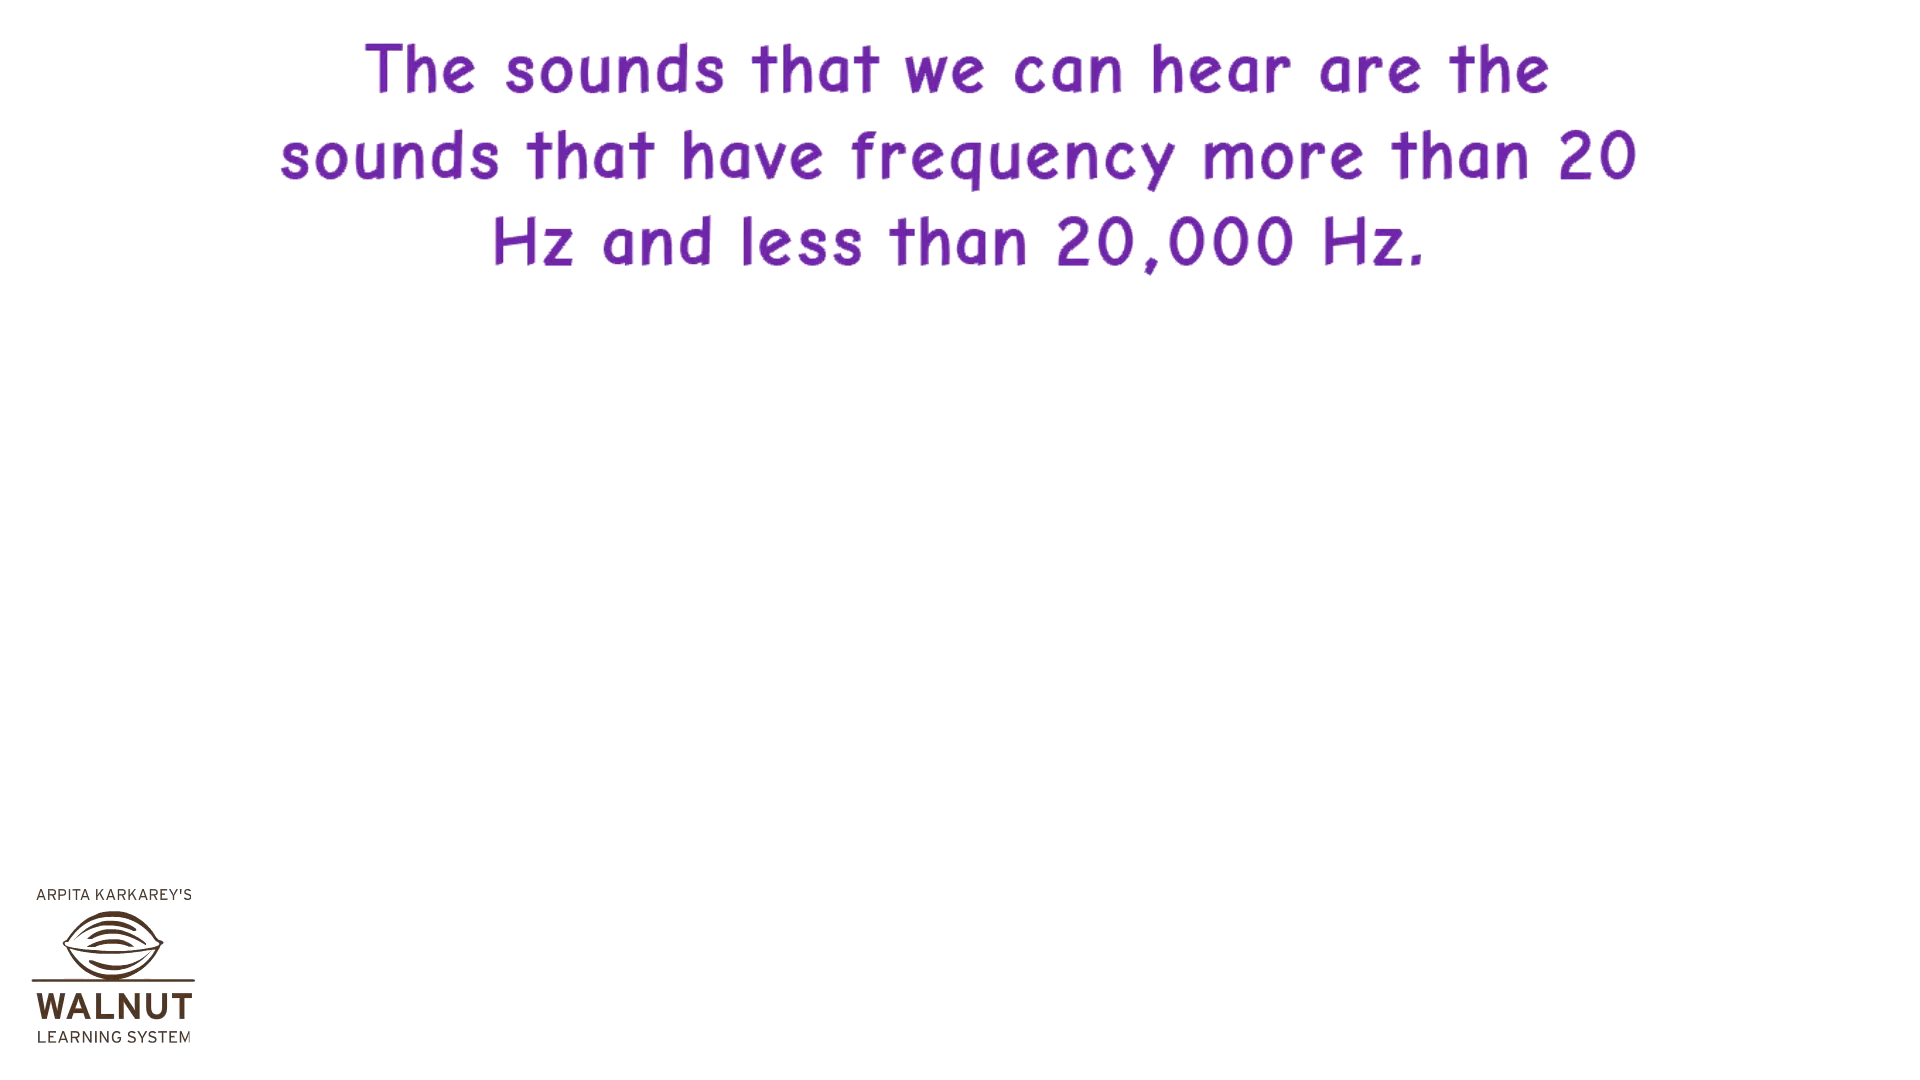 The sounds that we can hear are the
sounds that have frequency more than 20
Hz and less than 20,000 Hz.
ARPITA KARKAREY'S
WALNUT
LEARNING SYSTEM